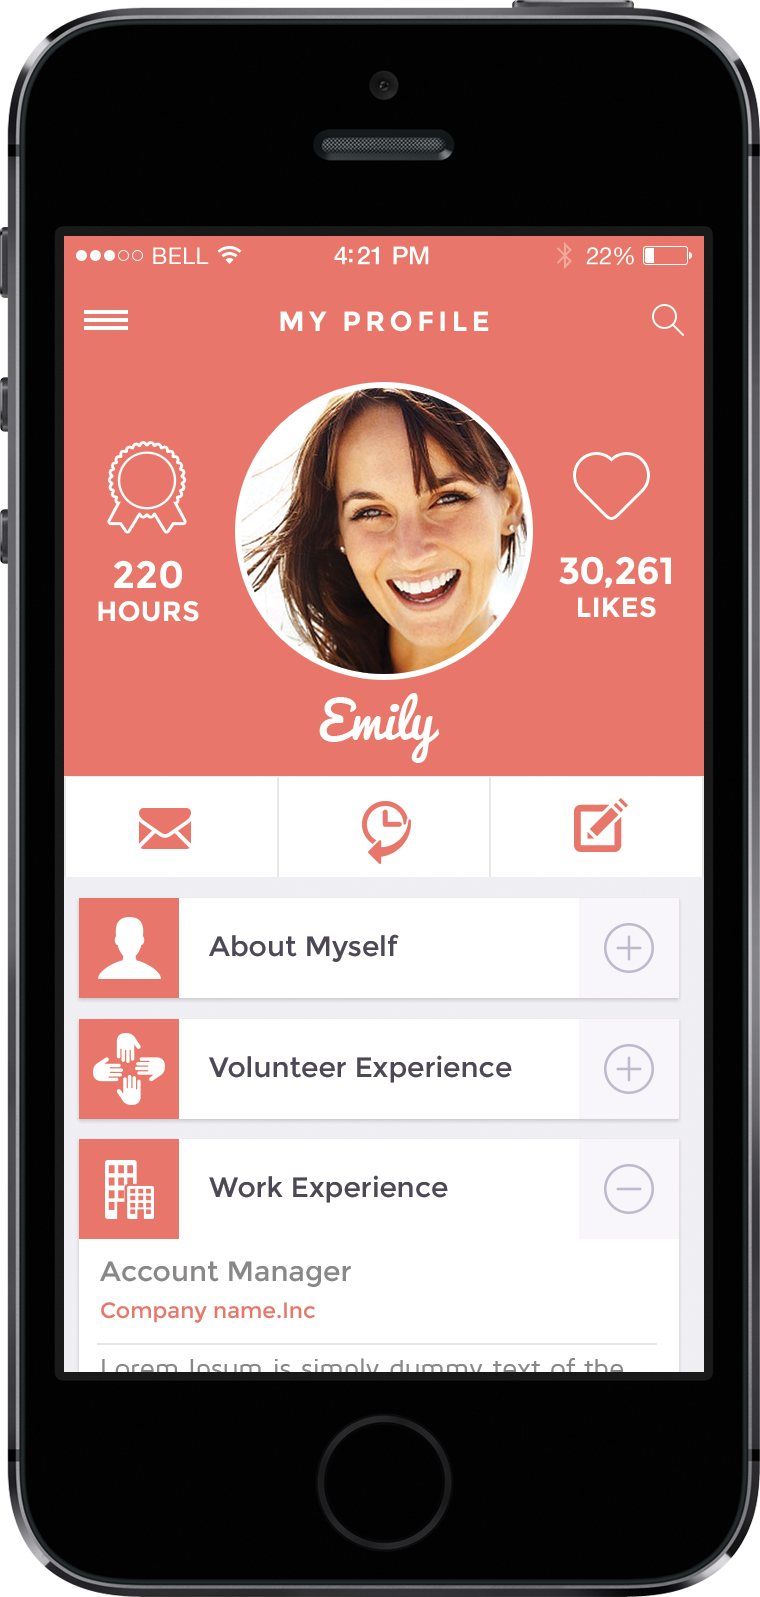 BELL 4:21 PM 22%
MY PROFILE
220
HOURS
30,261
LIKES
Emily
About Myself
Volunteer Experience
Work Experience
Account Manager
Company name.Inc
Lorem Ipsum is simply dummy text of the